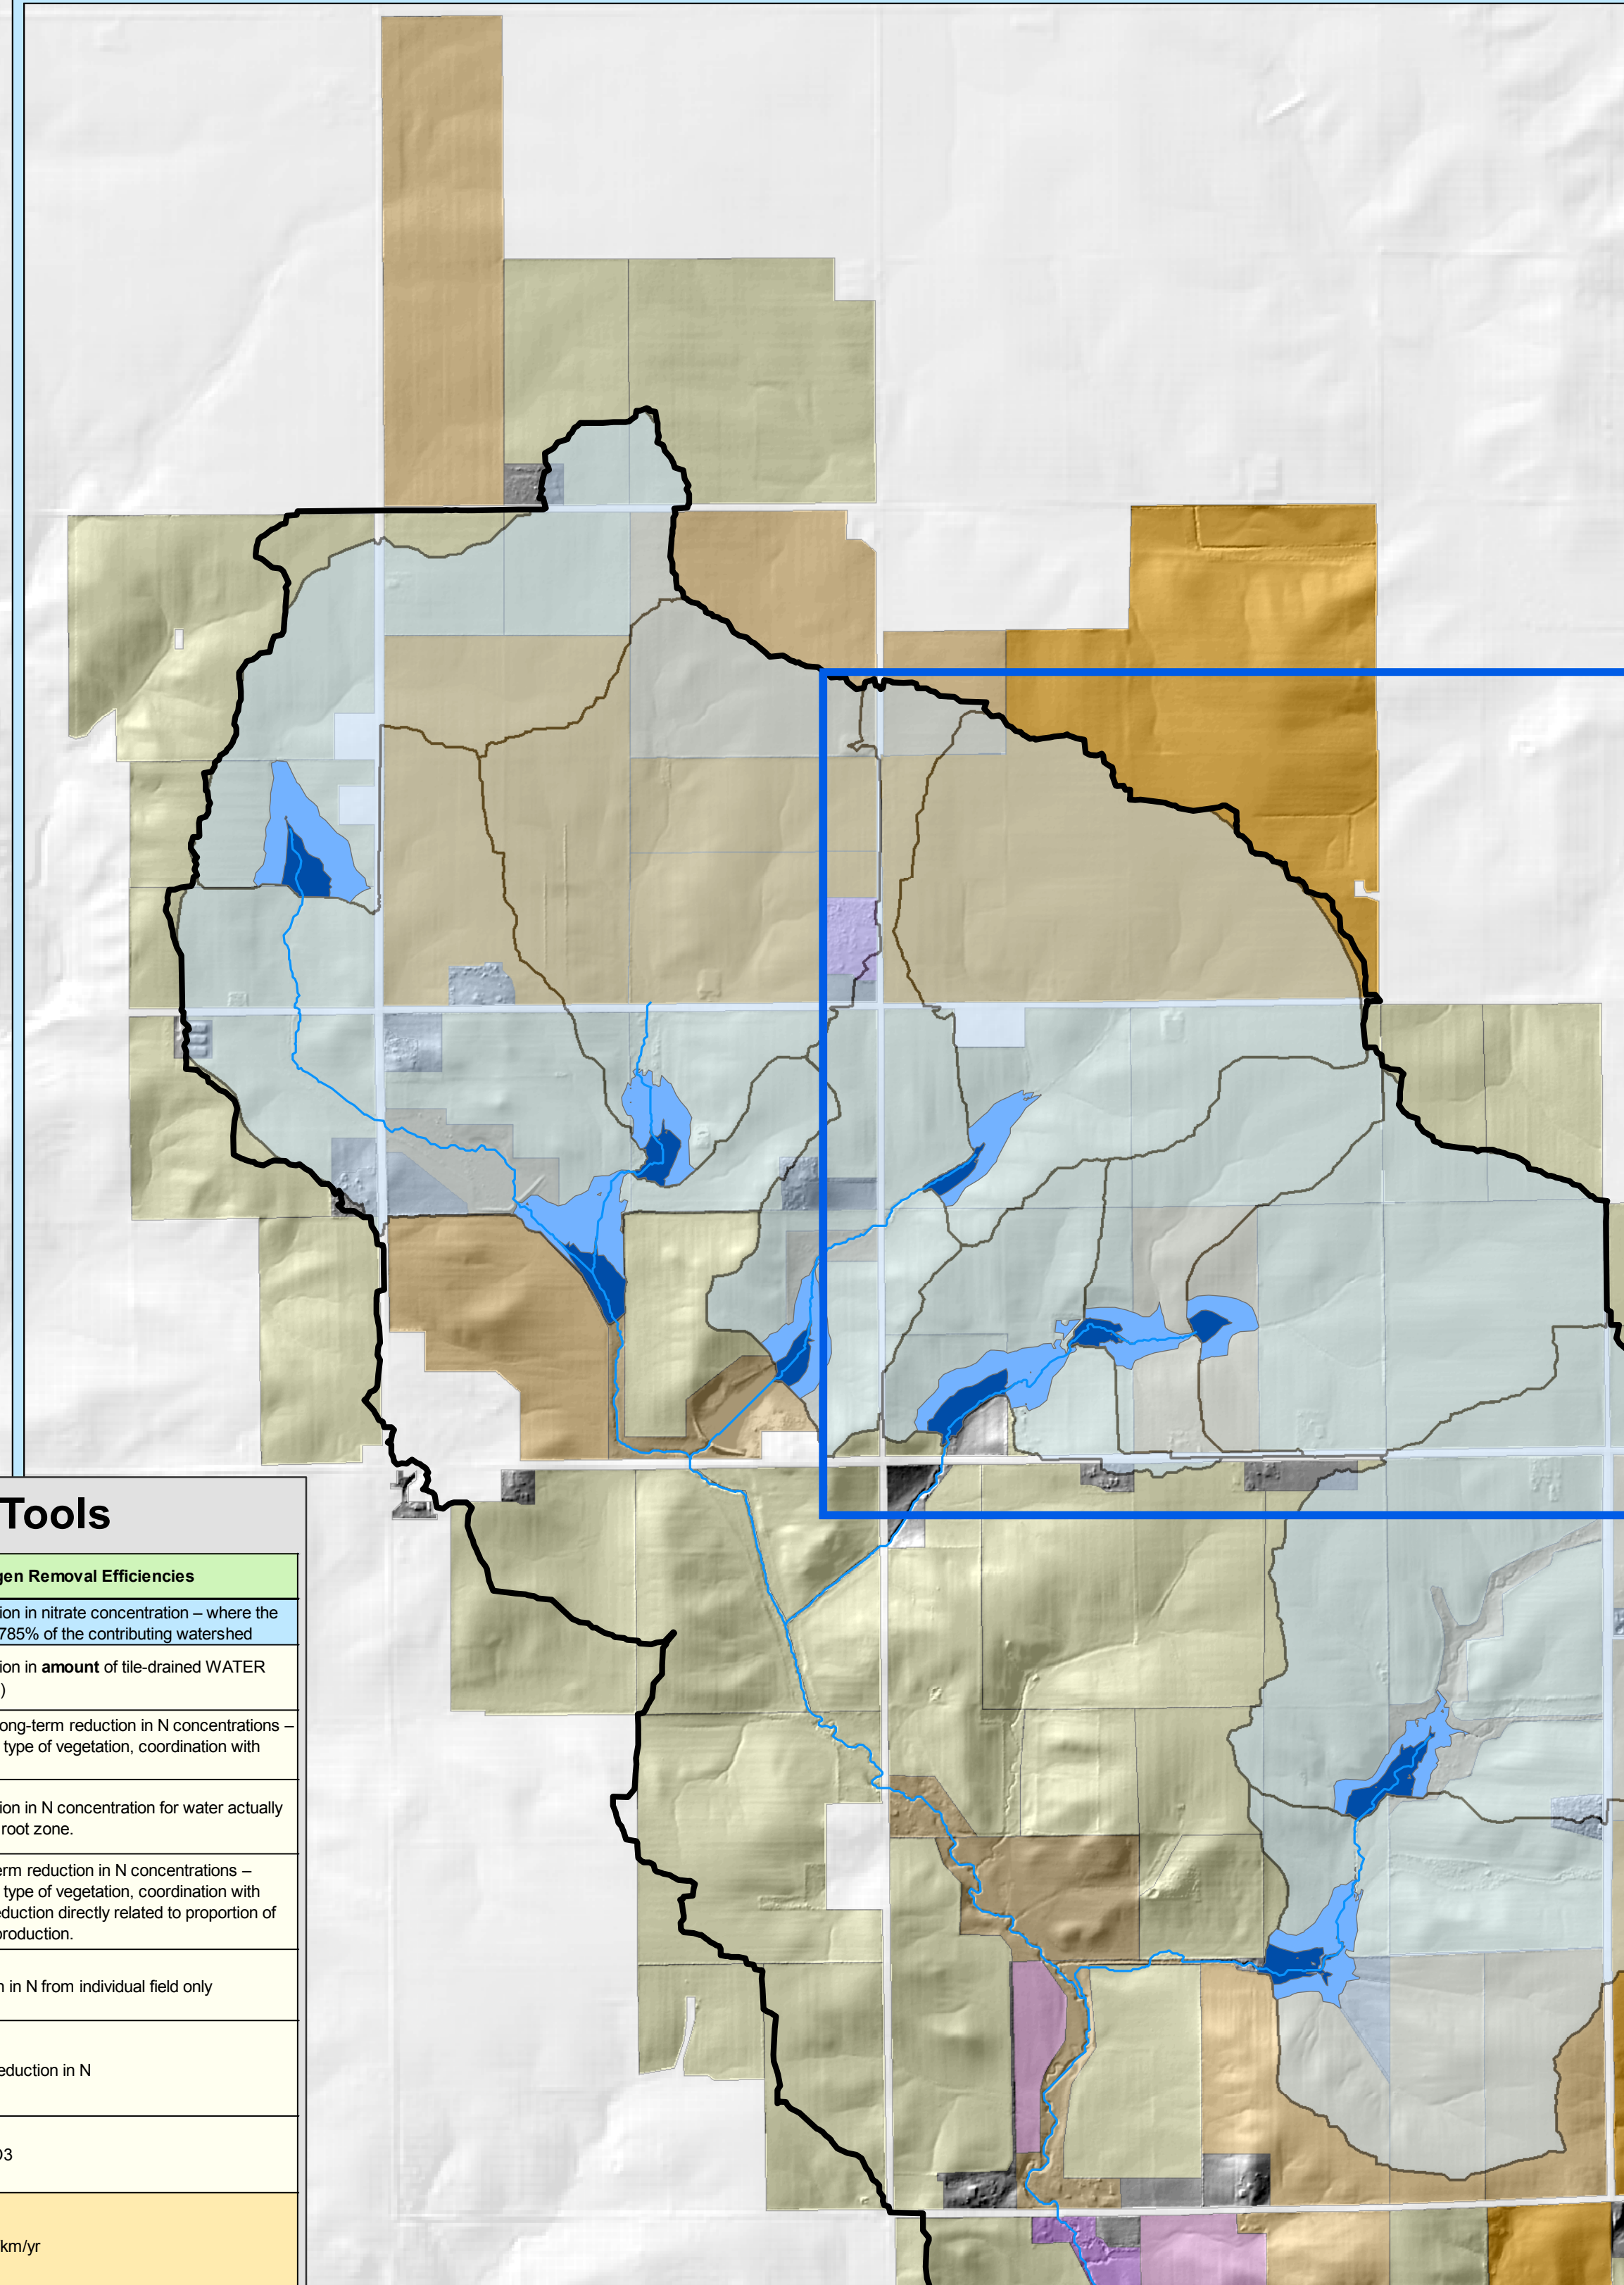 Tools
gen Removal Efficiencies
ion in nitrate concentration – where the
785% of the contributing watershed
ion in amount of tile-drained WATER
)
ong-term reduction in N concentrations –
type of vegetation, coordination with
ion in N concentration for water actually
root zone.
erm reduction in N concentrations –
type of vegetation, coordination with
eduction directly related to proportion of
production.
n in N from individual field only
eduction in N
O3
km/yr